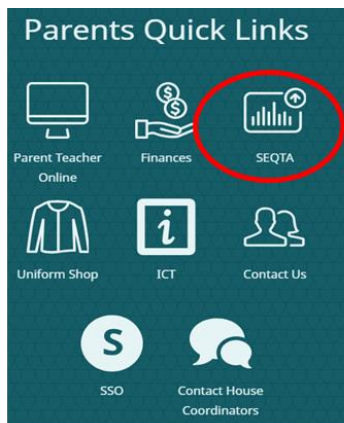 Parents Quick Links
Parent Teacher
Online
Finances
SEQTA
Uniform Shop
i
ICT
Contact Us
S
SSO
Contact House
Coordinators